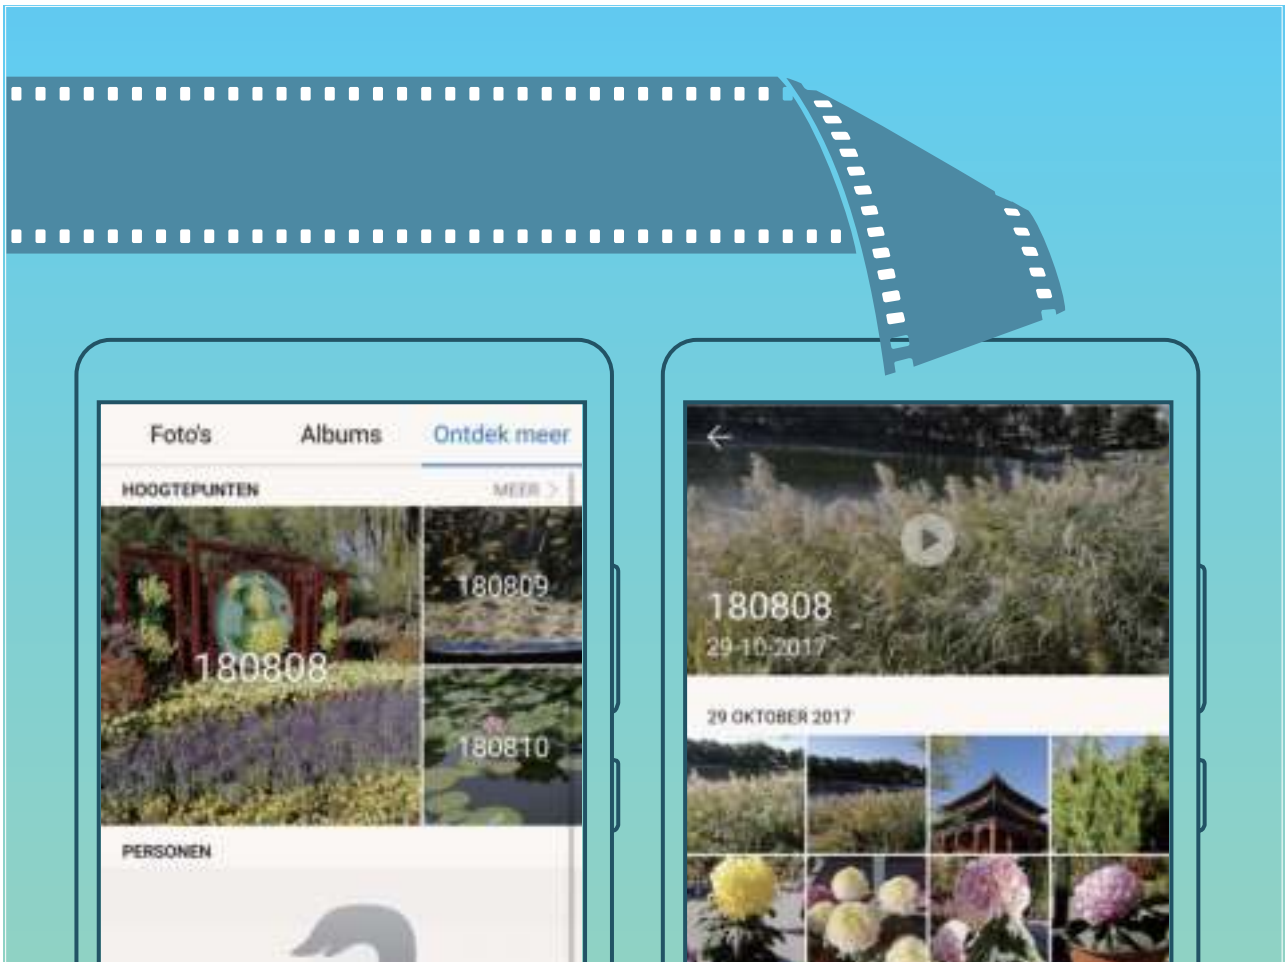 Foto's Albums Ontdek meer
HOOGTEPUNTEN MEER
180808
180809
180810
PERSONEN
180808
29-10-2017
29 OKTOBER 2017